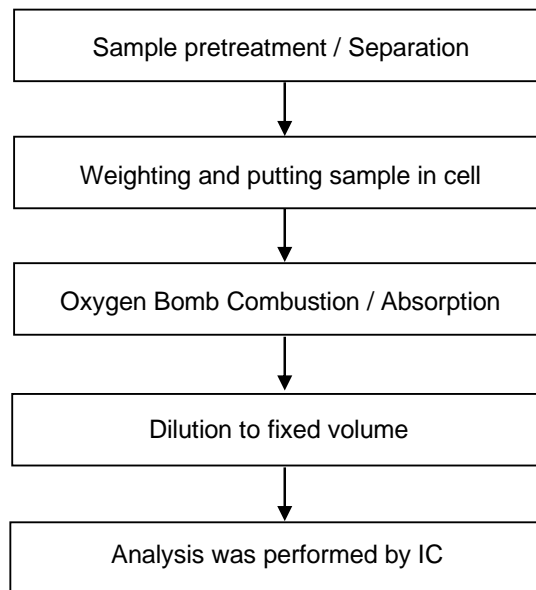 Sample pretreatment / Separation
Weighting and putting sample in cell
Oxygen Bomb Combustion / Absorption
Dilution to fixed volume
Analysis was performed by IC